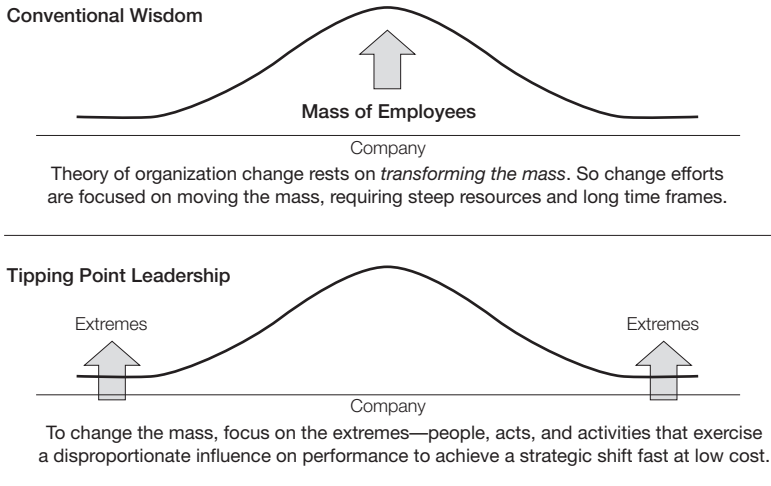 Conventional Wisdom
Mass of Employees
Company
Theory of organization change rests on transforming the mass. So change efforts
are focused on moving the mass, requiring steep resources and long time frames.
Tipping Point Leadership
Extremes
Extremes
Company
To change the mass, focus on the extremes—people, acts, and activities that exercise
a disproportionate influence on performance to achieve a strategic shift fast at low cost.